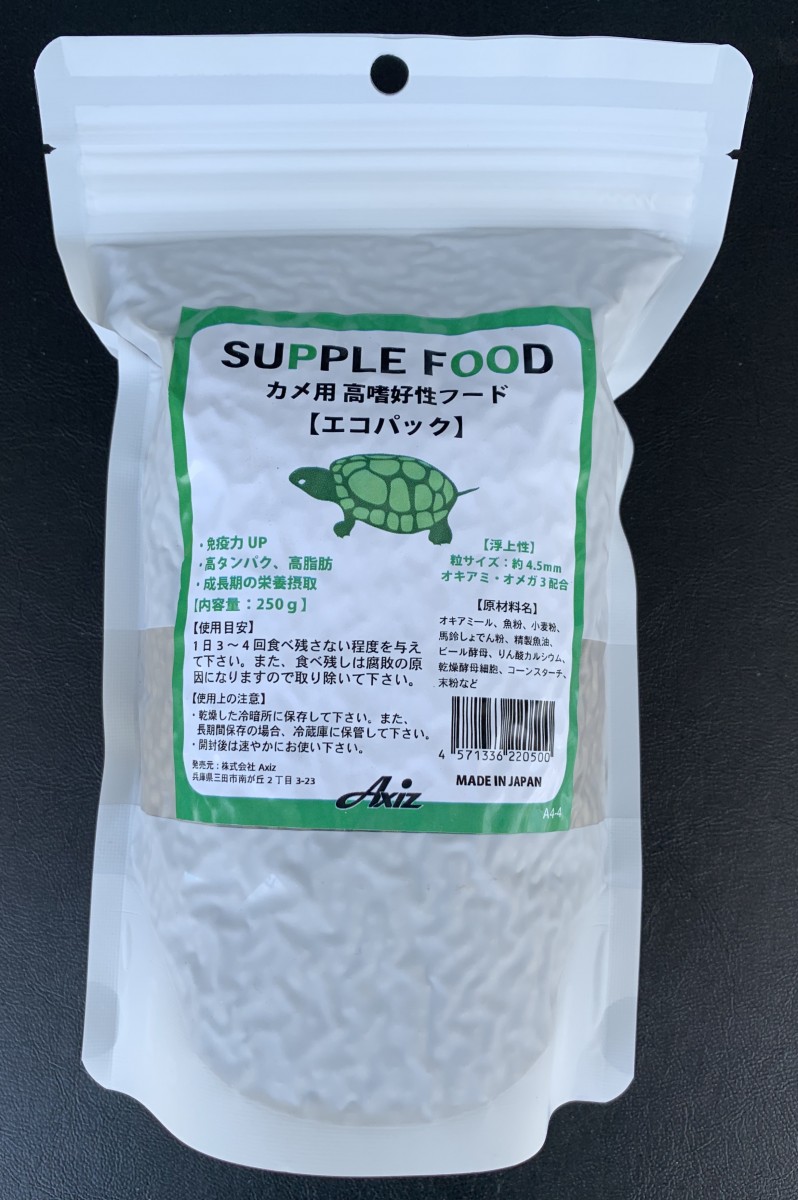 SUPPLE FOOD
カメ用 高嗜好性フード
【エコパック】
・免疫力 UP
・高タンパク、高脂肪
・成長期の栄養摂取
【内容量：250ｇ】
【浮上性】
粒サイズ：約 4.5mm
オキアミ・オメガ 3 配合
【使用目安】
1 日 3 〜 4 回食べ残さない程度を与え
て下さい。また、食べ残しは腐敗の原
因になりますので取り除いて下さい。
【使用上の注意】
・乾燥した冷暗所に保存して下さい。また、
長期間保存の場合、冷蔵庫に保管して下さい。
・開封後は速やかにお使い下さい。
発売元：株式会社 Axiz
兵庫県三田市南が丘 2 丁目 3-23
【原材料名】
オキアミール、魚粉、小麦粉、
馬鈴しょでん粉、精製魚油、
ビール酵母、りん酸カルシウム、
乾燥酵母細胞、コーンスターチ、
末粉など
4 571336 220500
Axiz
MADE IN JAPAN
A4-4